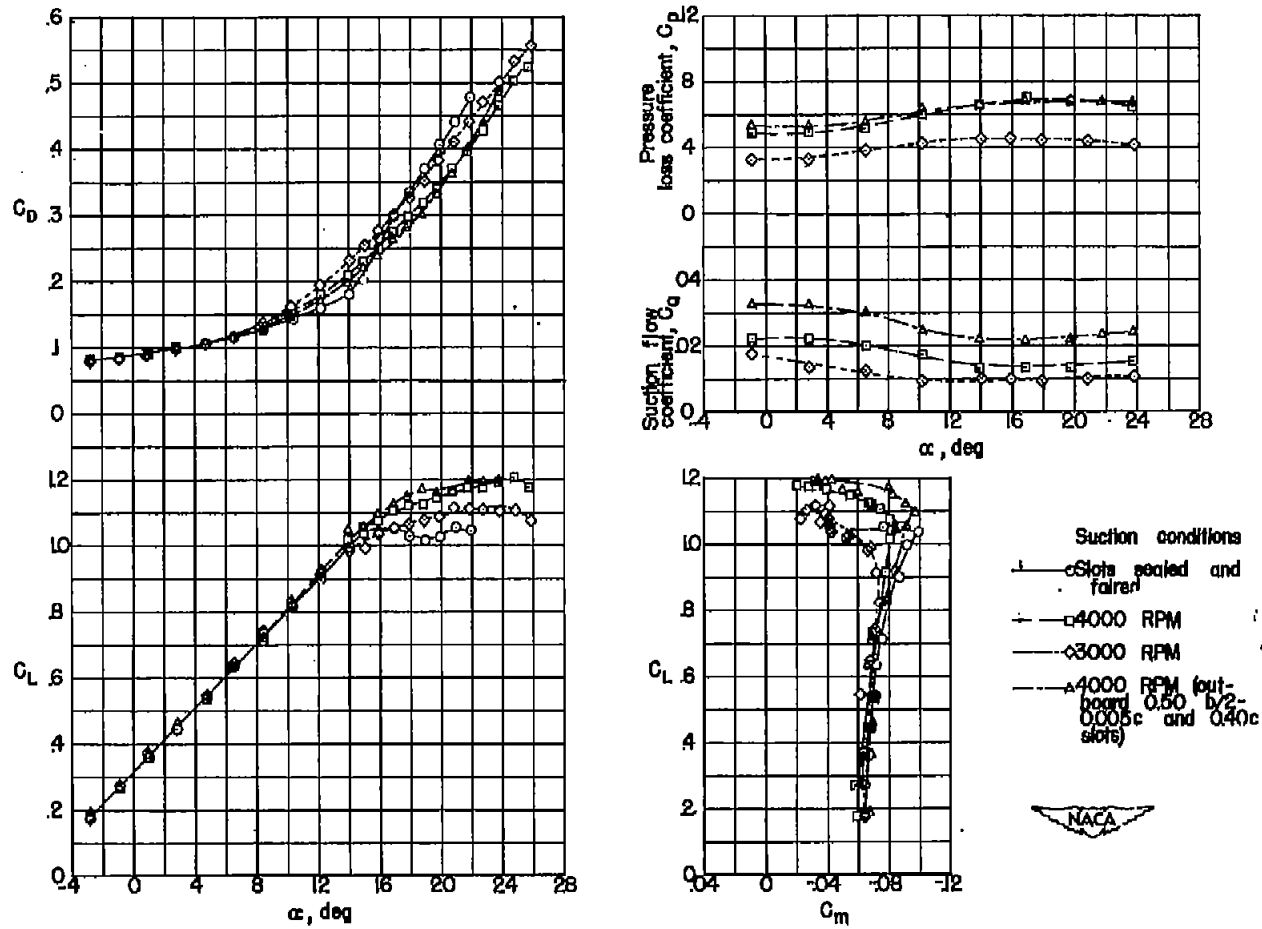 .6
.5
.4
C_D .3
.2
.1
0
1.2
1.0
.8
C_L .6
.4
.2
0
-4 0 4 8 12 16 20 24 28
α, deg
Pressure loss coefficient, C_p
12
8
4
0
Suction flow coefficient, C_Q
.04
.02
0
-4 0 4 8 12 16 20 24 28
α, deg
1.2
1.0
.8
C_L .6
.4
.2
0
.04 0 -.04 -.08 -.12
C_m
Suction conditions
Slots sealed and
faired
4000 RPM
3000 RPM
4000 RPM (out-
board 0.50 b/2-
0.005c and 0.40c
slots)
NACA